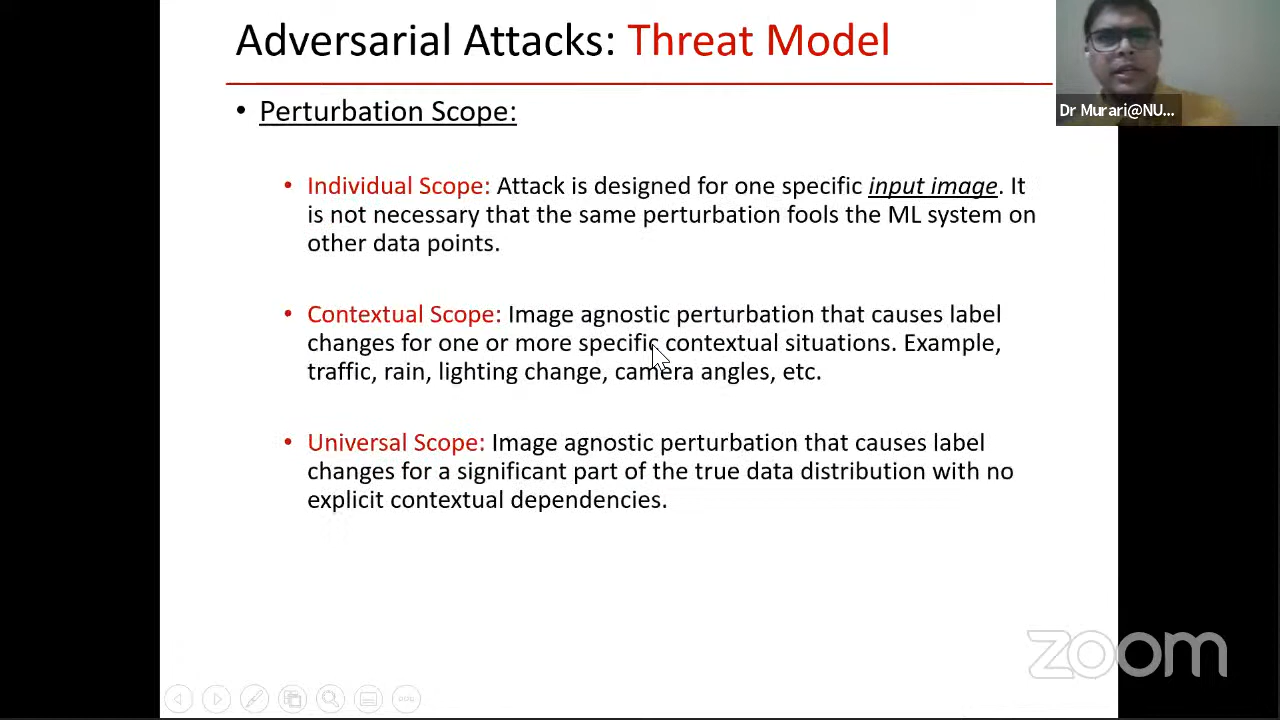 Adversarial Attacks: Threat Model
Dr Murari@NU...
• Perturbation Scope:
• Individual Scope: Attack is designed for one specific input image. It
is not necessary that the same perturbation fools the ML system on
other data points.
• Contextual Scope: Image agnostic perturbation that causes label
changes for one or more specific contextual situations. Example,
traffic, rain, lighting change, camera angles, etc.
• Universal Scope: Image agnostic perturbation that causes label
changes for a significant part of the true data distribution with no
explicit contextual dependencies.
zoom